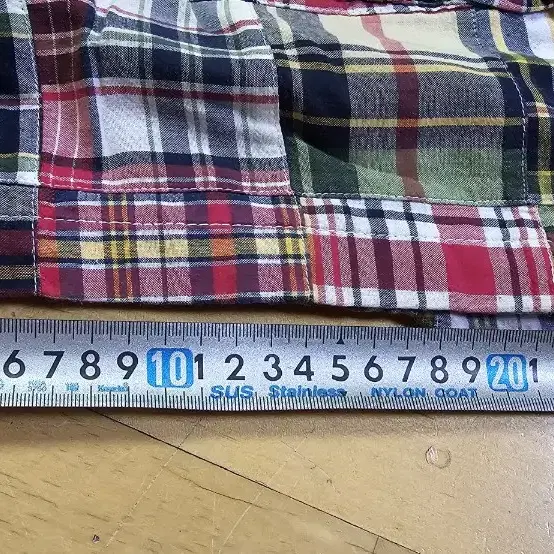 6 7 8 9 10 1 2 3 4 5 6 7 8 9 20 1
SUS Stainless NYLON COAT